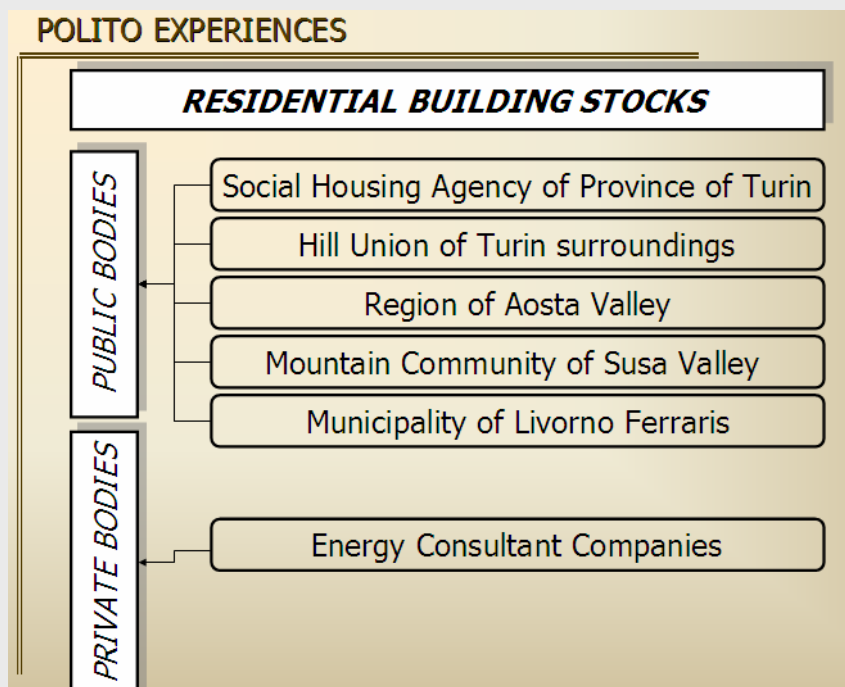 POLITO EXPERIENCES
RESIDENTIAL BUILDING STOCKS
PUBLIC BODIES
Social Housing Agency of Province of Turin
Hill Union of Turin surroundings
Region of Aosta Valley
Mountain Community of Susa Valley
Municipality of Livorno Ferraris
PRIVATE BODIES
Energy Consultant Companies